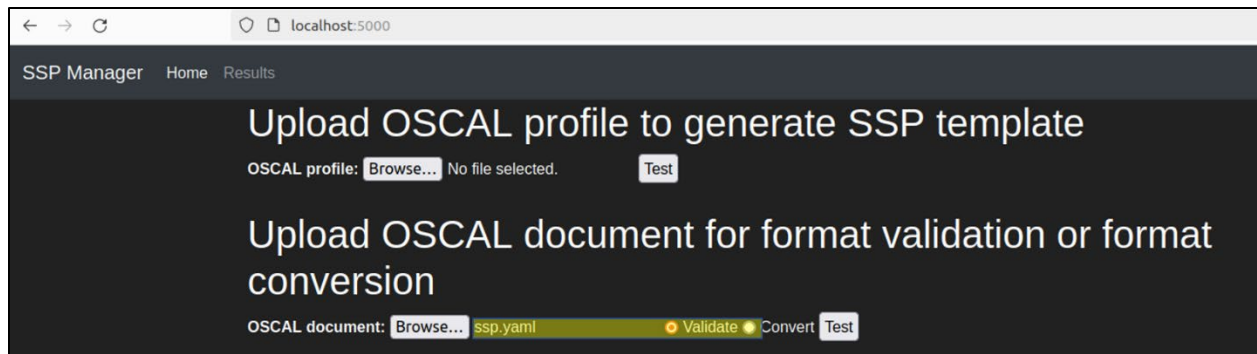 localhost:5000
SSP Manager Home Results
Upload OSCAL profile to generate SSP template
OSCAL profile: Browse... No file selected. Test
Upload OSCAL document for format validation or format
conversion
OSCAL document: Browse... ssp.yaml Validate Convert Test